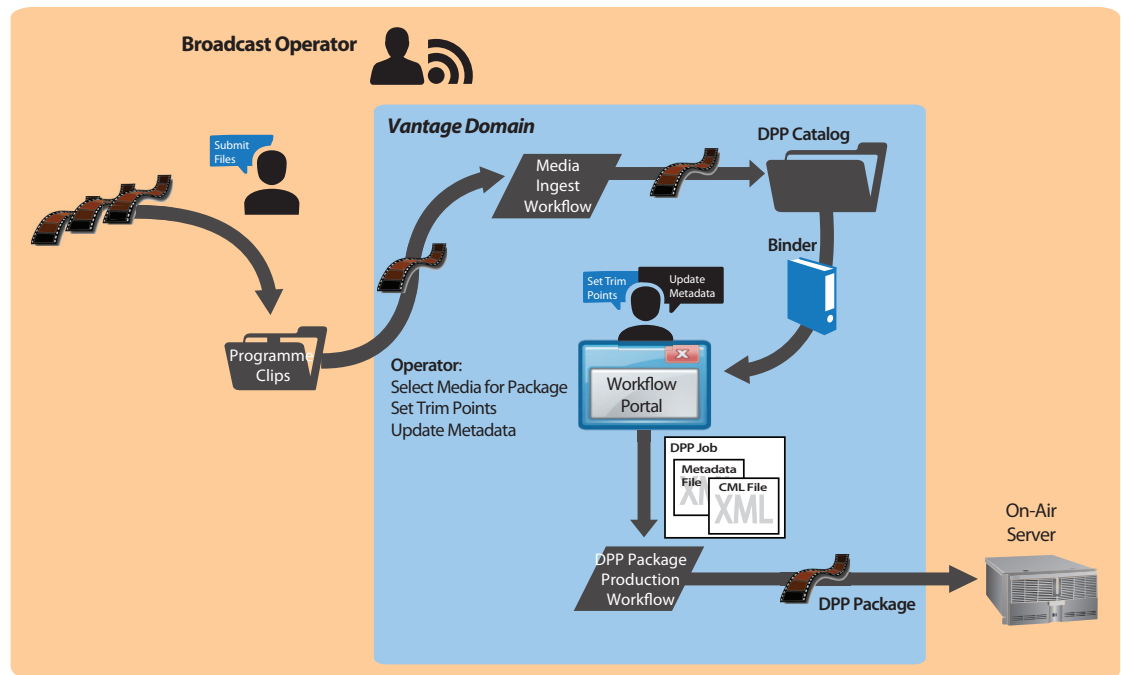 Broadcast Operator
Vantage Domain
Submit
Files
Media
Ingest
Workflow
DPP Catalog
Binder
Set Trim
Points
Update
Metadata
Programme
Clips
Operator:
Select Media for Package
Set Trim Points
Update Metadata
Workflow
Portal
DPP Job
Metadata
File
XML
CML File
XML
On-Air
Server
DPP Package
Production
Workflow
DPP Package